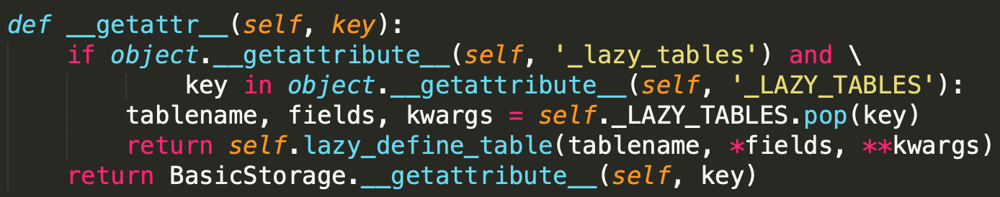 def __getattr__(self, key):
    if object.__getattribute__(self, '_lazy_tables') and \
            key in object.__getattribute__(self, '_LAZY_TABLES'):
        tablename, fields, kwargs = self._LAZY_TABLES.pop(key)
        return self.lazy_define_table(tablename, *fields, **kwargs)
    return BasicStorage.__getattribute__(self, key)